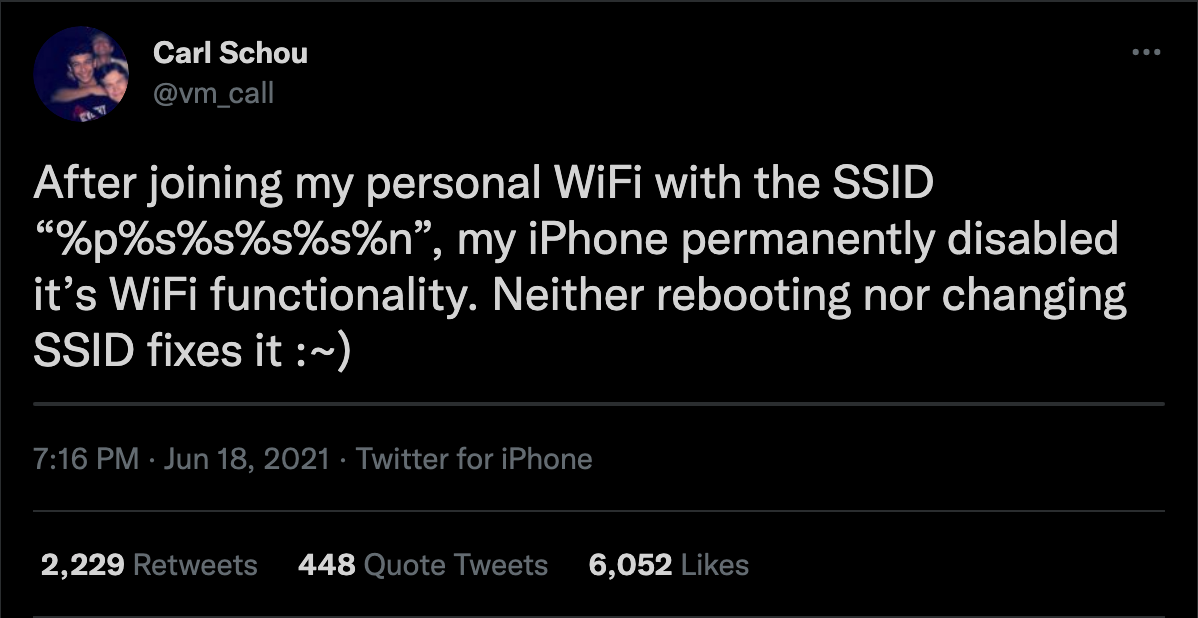 Carl Schou
@vm_call
After joining my personal WiFi with the SSID
“%p%s%s%s%s%n”, my iPhone permanently disabled
it’s WiFi functionality. Neither rebooting nor changing
SSID fixes it :~)
7:16 PM · Jun 18, 2021 · Twitter for iPhone
2,229 Retweets 448 Quote Tweets 6,052 Likes